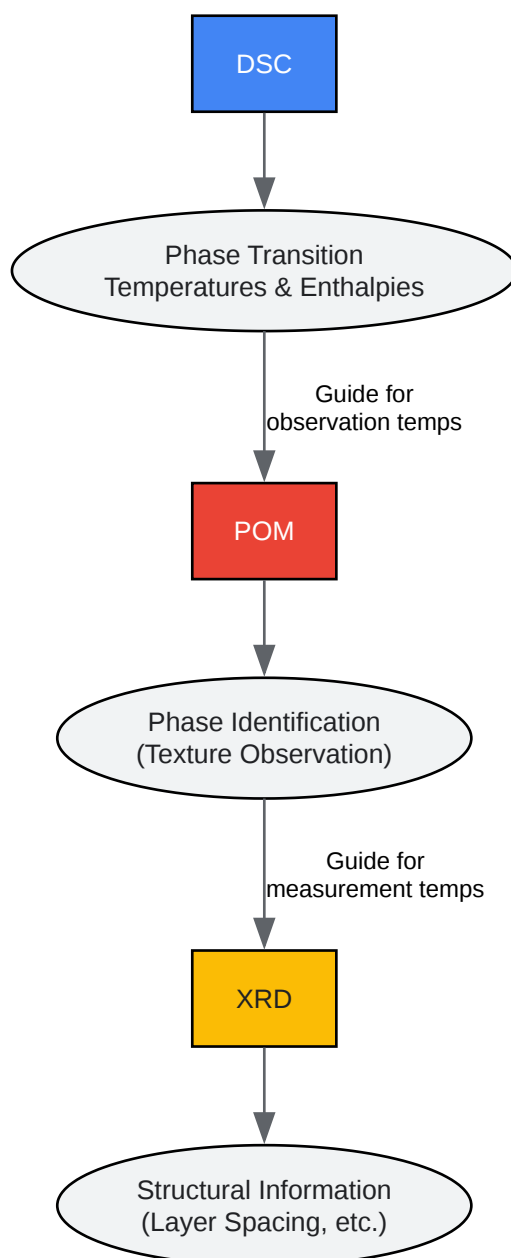 DSC
Phase Transition
Temperatures & Enthalpies
Guide for
observation temps
POM
Phase Identification
(Texture Observation)
Guide for
measurement temps
XRD
Structural Information
(Layer Spacing, etc.)